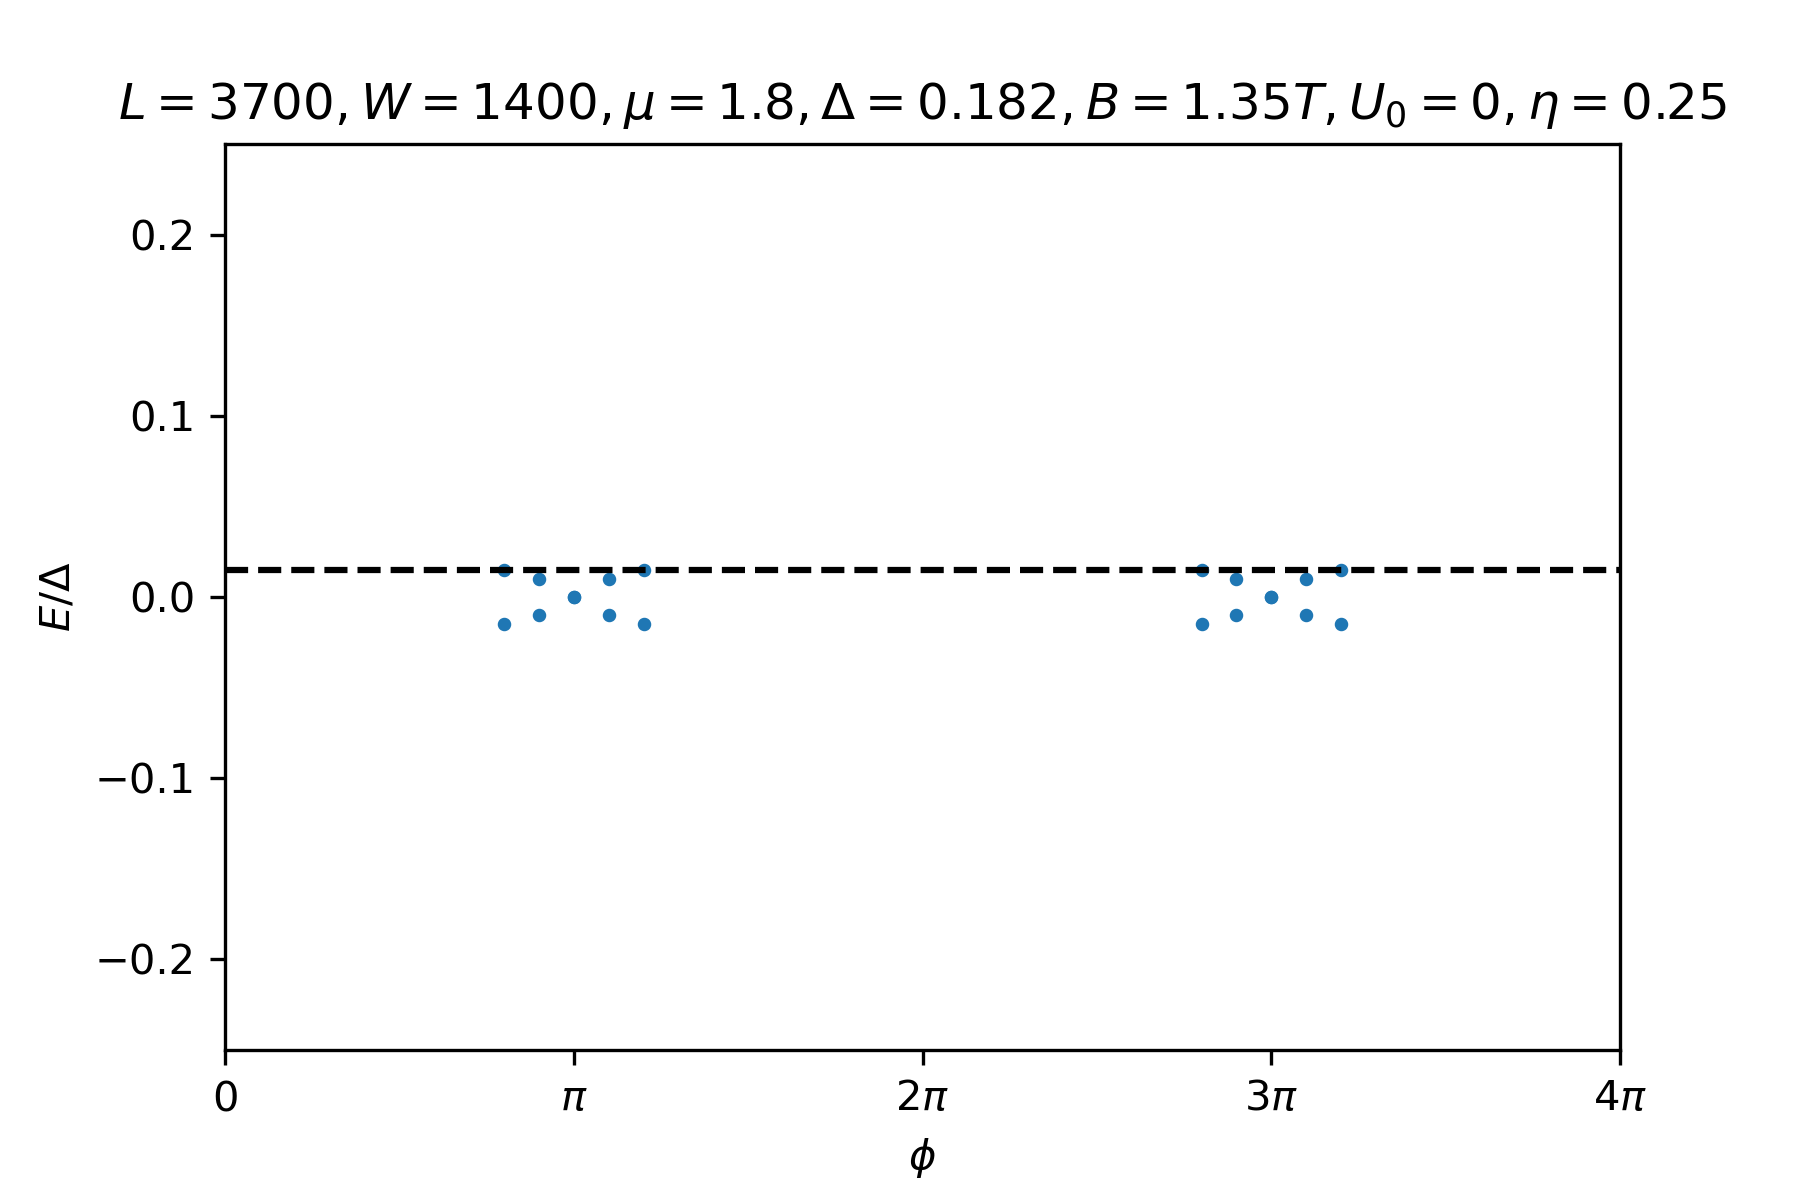 L = 3700, W = 1400, μ = 1.8, Δ = 0.182, B = 1.35T, U₀ = 0, η = 0.25
0.2
0.1
0.0
−0.1
−0.2
E/Δ
0 π 2π 3π 4π
ϕ